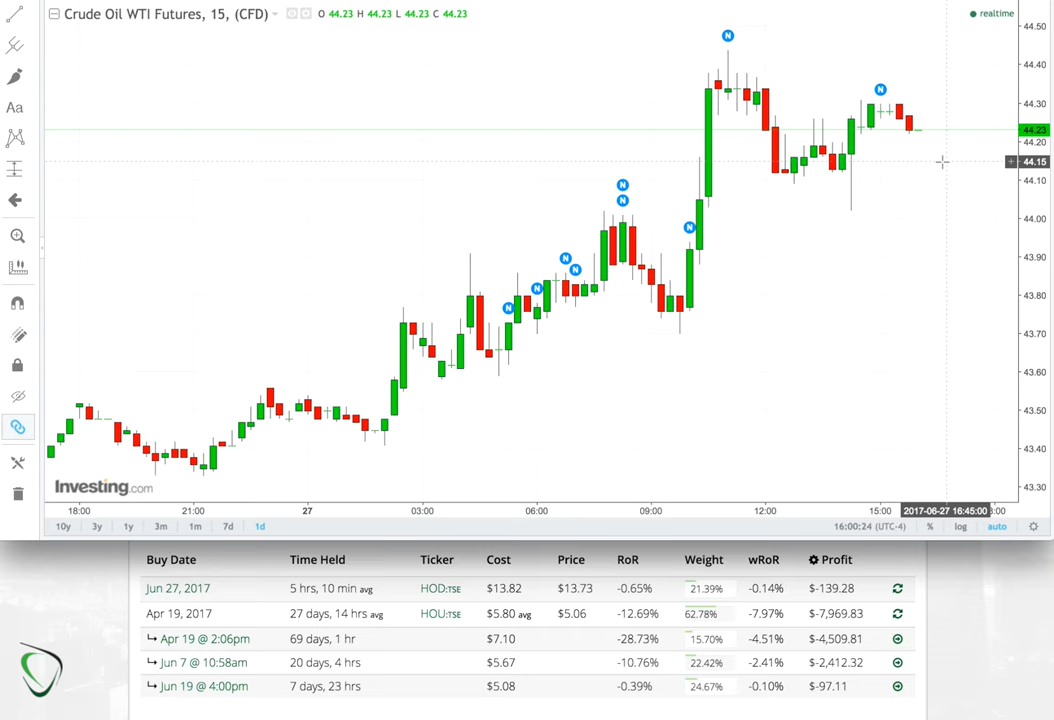 Crude Oil WTI Futures, 15, (CFD) O 44.23 H 44.23 L 44.23 C 44.23
realtime
Aa
N
N
N
N
N
N
N
N
N
44.50
44.40
44.30
44.23
44.20
44.15
44.10
44.00
43.90
43.80
43.70
43.60
43.50
43.40
43.30
Investing.com
18:00 21:00 27 03:00 06:00 09:00 12:00 15:00 2017-06-27 16:45:00
10y 3y 1y 3m 1m 7d 1d 16:00:24 (UTC-4) % log auto
Buy Date Time Held Ticker Cost Price RoR Weight wRoR Profit
Jun 27, 2017 5 hrs, 10 min avg HOD:TSE $13.82 $13.73 -0.65% 21.39% -0.14% $-139.28
Apr 19, 2017 27 days, 14 hrs avg HOU:TSE $5.80 avg $5.06 -12.69% 62.78% -7.97% $-7,969.83
Apr 19 @ 2:06pm 69 days, 1 hr $7.10 -28.73% 15.70% -4.51% $-4,509.81
Jun 7 @ 10:58am 20 days, 4 hrs $5.67 -10.76% 22.42% -2.41% $-2,412.32
Jun 19 @ 4:00pm 7 days, 23 hrs $5.08 -0.39% 24.67% -0.10% $-97.11